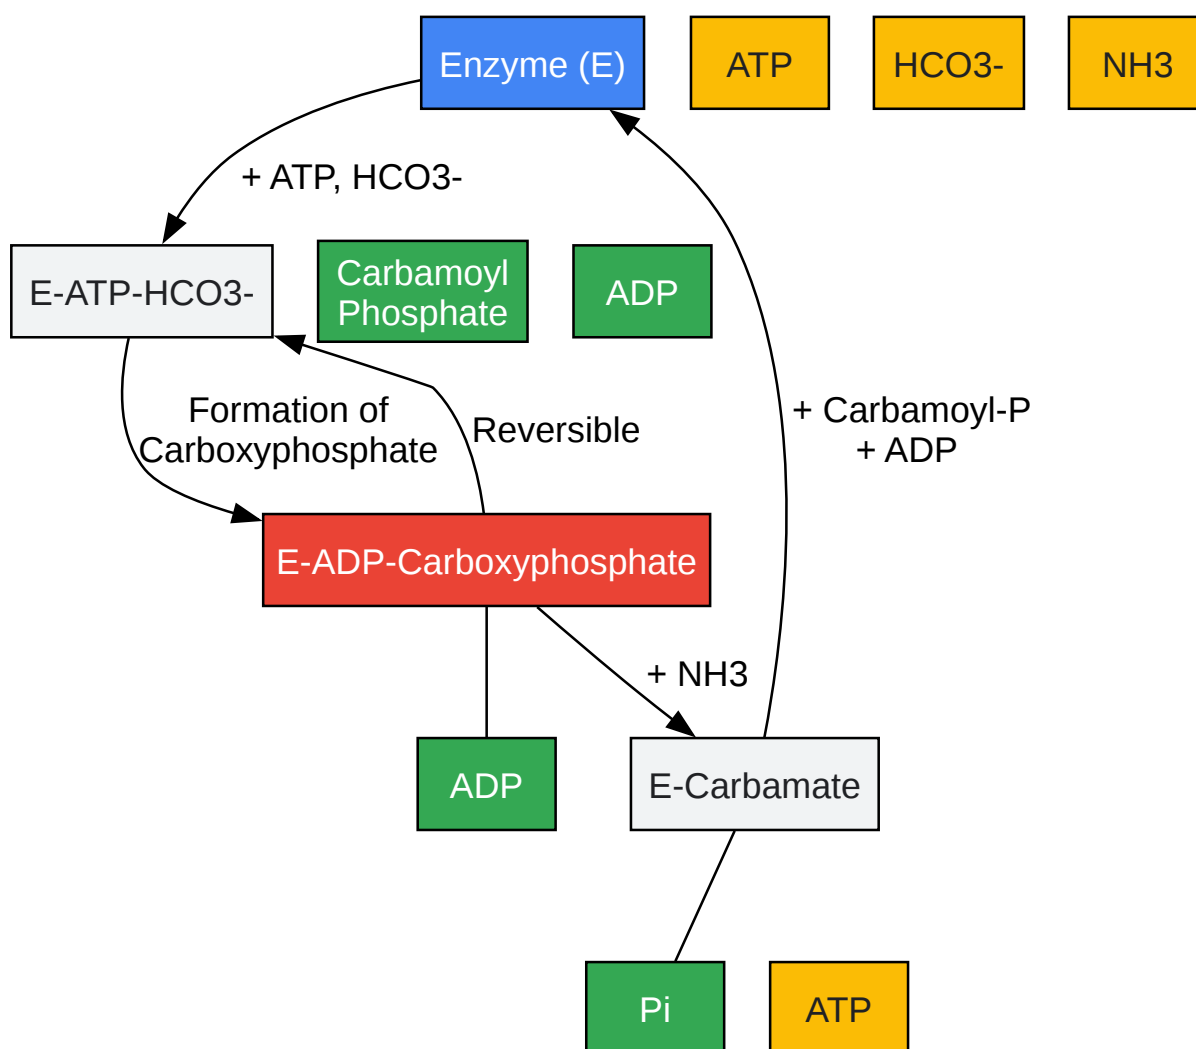 Enzyme (E)
ATP
HCO3-
NH3
+ ATP, HCO3-
E-ATP-HCO3-
Carbamoyl
Phosphate
ADP
Formation of
Carboxyphosphate
Reversible
+ Carbamoyl-P
+ ADP
E-ADP-Carboxyphosphate
+ NH3
ADP
E-Carbamate
Pi
ATP